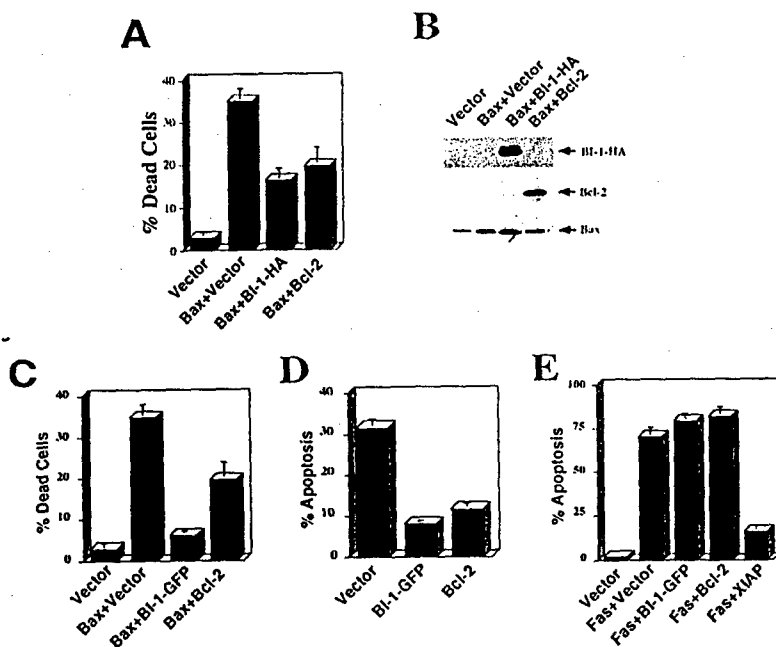 A
% Dead Cells
40
30
20
10
0
Vector
Bax+Vector
Bax+BI-1-HA
Bax+Bcl-2
B
Vector
Bax+Vector
Bax+BI-1-HA
Bax+Bcl-2
BI-1-HA
Bcl-2
Bax
C
% Dead Cells
40
30
20
10
0
Vector
Bax+Vector
Bax+BI-1-GFP
Bax+Bcl-2
D
% Apoptosis
40
30
20
10
0
Vector
BI-1-GFP
Bcl-2
E
% Apoptosis
100
75
50
25
0
Vector
Fas+Vector
Fas+BI-1-GFP
Fas+Bcl-2
Fas+XIAP